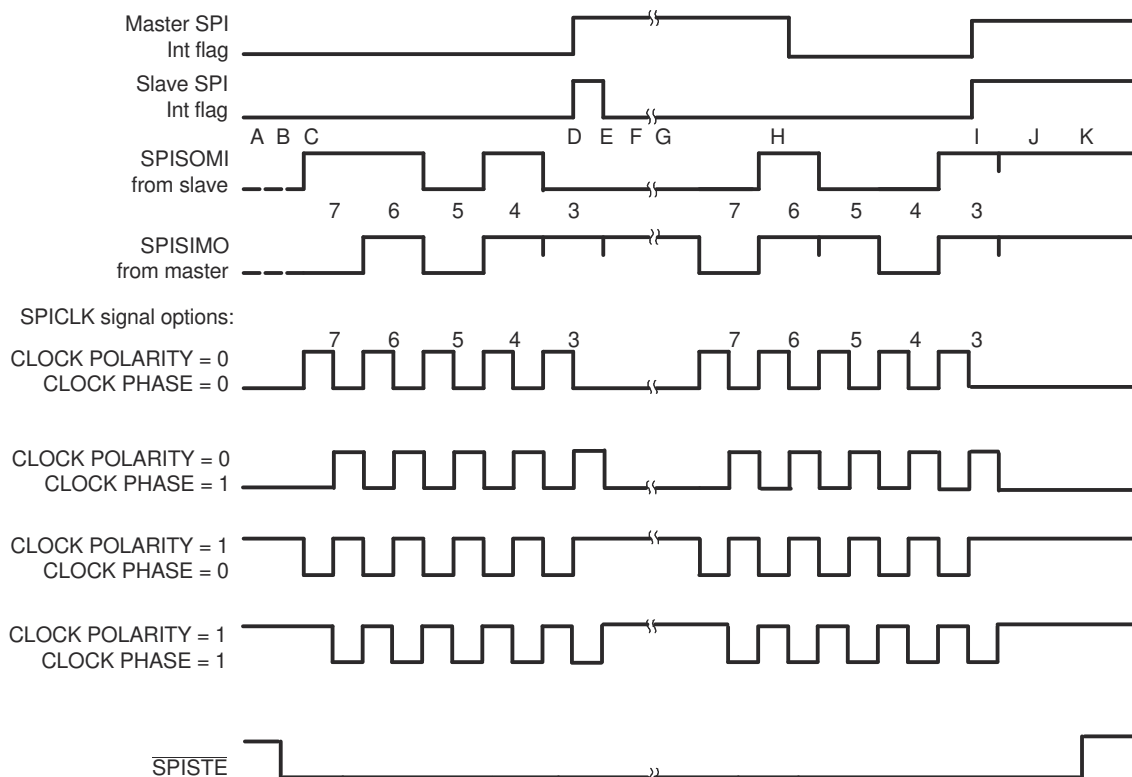 Master SPI
Int flag
Slave SPI
Int flag
A B C D E F G H I J K
SPISOMI
from slave
7 6 5 4 3 7 6 5 4 3
SPISIMO
from master
SPICLK signal options:
7 6 5 4 3 7 6 5 4 3
CLOCK POLARITY = 0
CLOCK PHASE = 0
CLOCK POLARITY = 0
CLOCK PHASE = 1
CLOCK POLARITY = 1
CLOCK PHASE = 0
CLOCK POLARITY = 1
CLOCK PHASE = 1
SPISTE